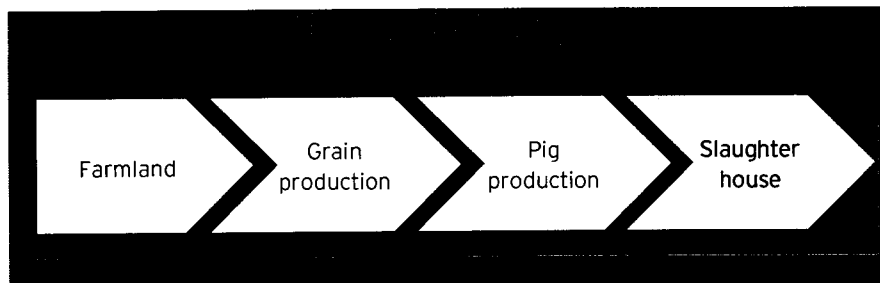 Farmland
Grain
production
Pig
production
Slaughter
house